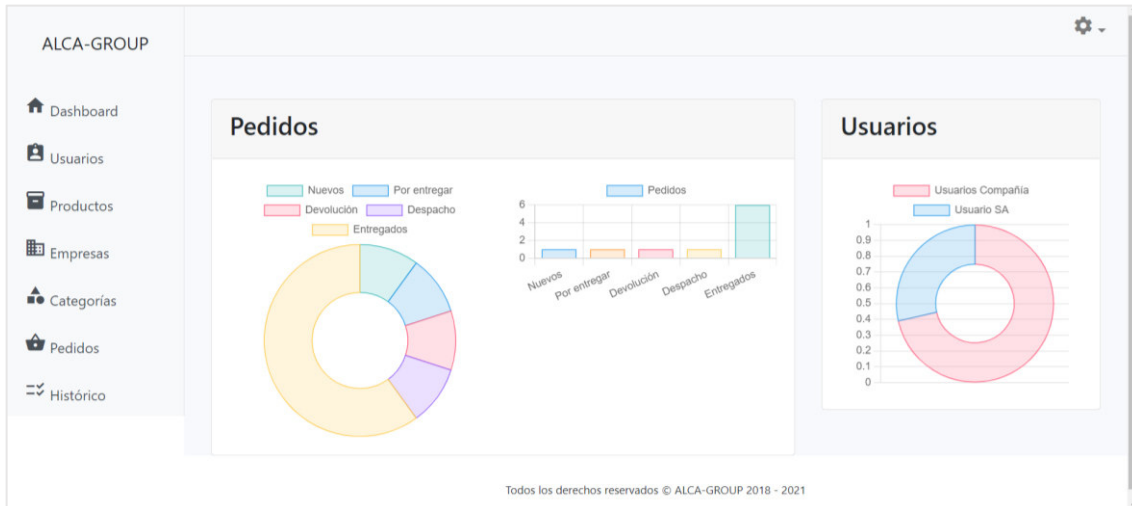 ALCA-GROUP
Dashboard
Usuarios
Productos
Empresas
Categorías
Pedidos
Histórico
Pedidos
Nuevos Por entregar
Devolución Despacho
Entregados
Pedidos
6
4
2
0
Nuevos
Por entregar
Devolución
Despacho
Entregados
Usuarios
Usuarios Compañia
Usuario SA
1
0.9
0.8
0.7
0.6
0.5
0.4
0.3
0.2
0.1
0
Todos los derechos reservados © ALCA-GROUP 2018 - 2021